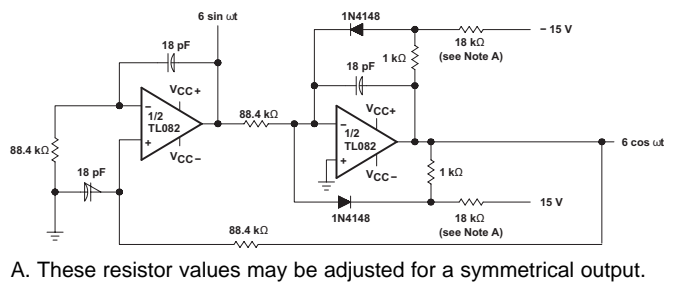 6 sin ωt
1N4148
− 15 V
18 kΩ
(see Note A)
18 pF
1 kΩ
18 pF
VCC+
VCC+
−
1/2
TL082
+
88.4 kΩ
−
1/2
TL082
+
6 cos ωt
88.4 kΩ
VCC−
VCC−
1 kΩ
18 pF
1N4148
15 V
18 kΩ
(see Note A)
88.4 kΩ
A. These resistor values may be adjusted for a symmetrical output.